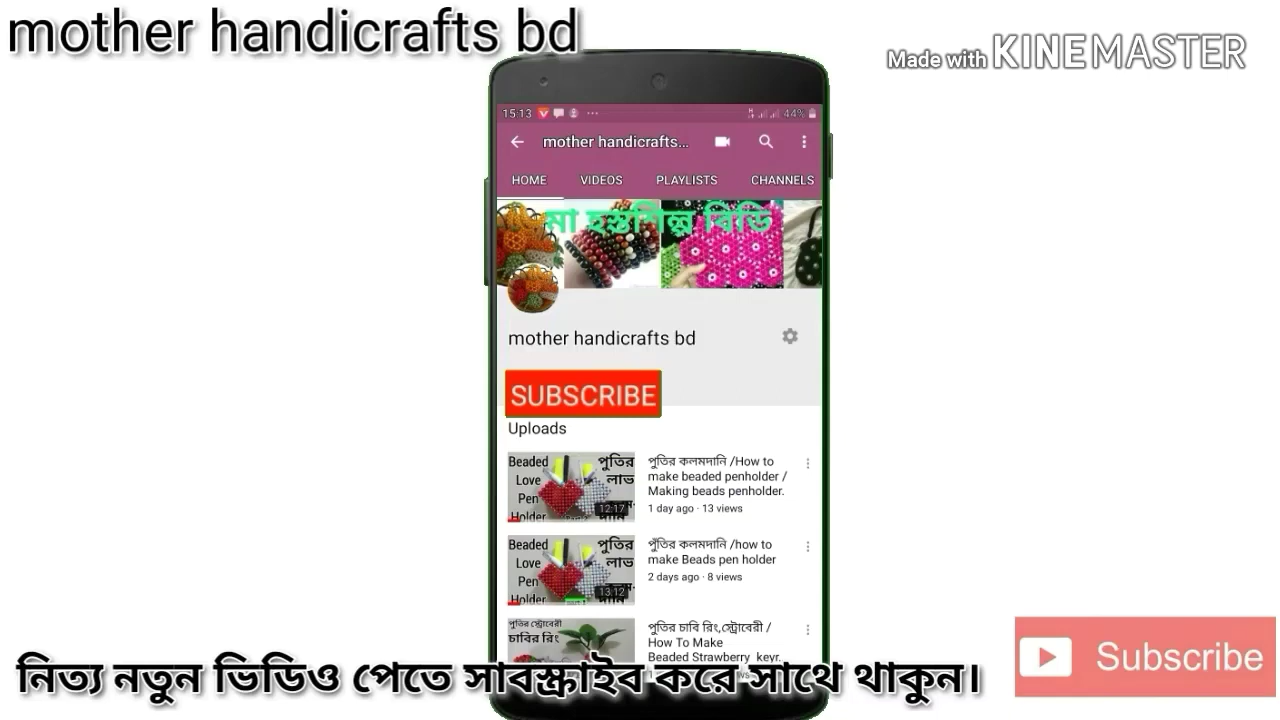 mother handicrafts bd
Made with KINEMASTER
15:13
44%
mother handicrafts...
HOME VIDEOS PLAYLISTS CHANNELS
মা হস্তশিল্প বিডি
mother handicrafts bd
SUBSCRIBE
Uploads
Beaded পুতির
Love লাভ
Pen
Holder
12:17
পুতির কলমদানি /How to
make beaded penholder /
Making beads penholder.
1 day ago · 13 views
Beaded পুতির
Love লাভ
Pen
Holder
13:12
পুঁতির কলমদানি /how to
make Beads pen holder
2 days ago · 8 views
পুতির স্ট্রোবেরী
চাবির রিং
পুতির চাবি রিং,স্ট্রোবেরী /
How To Make
Beaded Strawberry keyr.
নিত্য নতুন ভিডিও পেতে সাবস্ক্রাইব করে সাথে থাকুন।
Subscribe